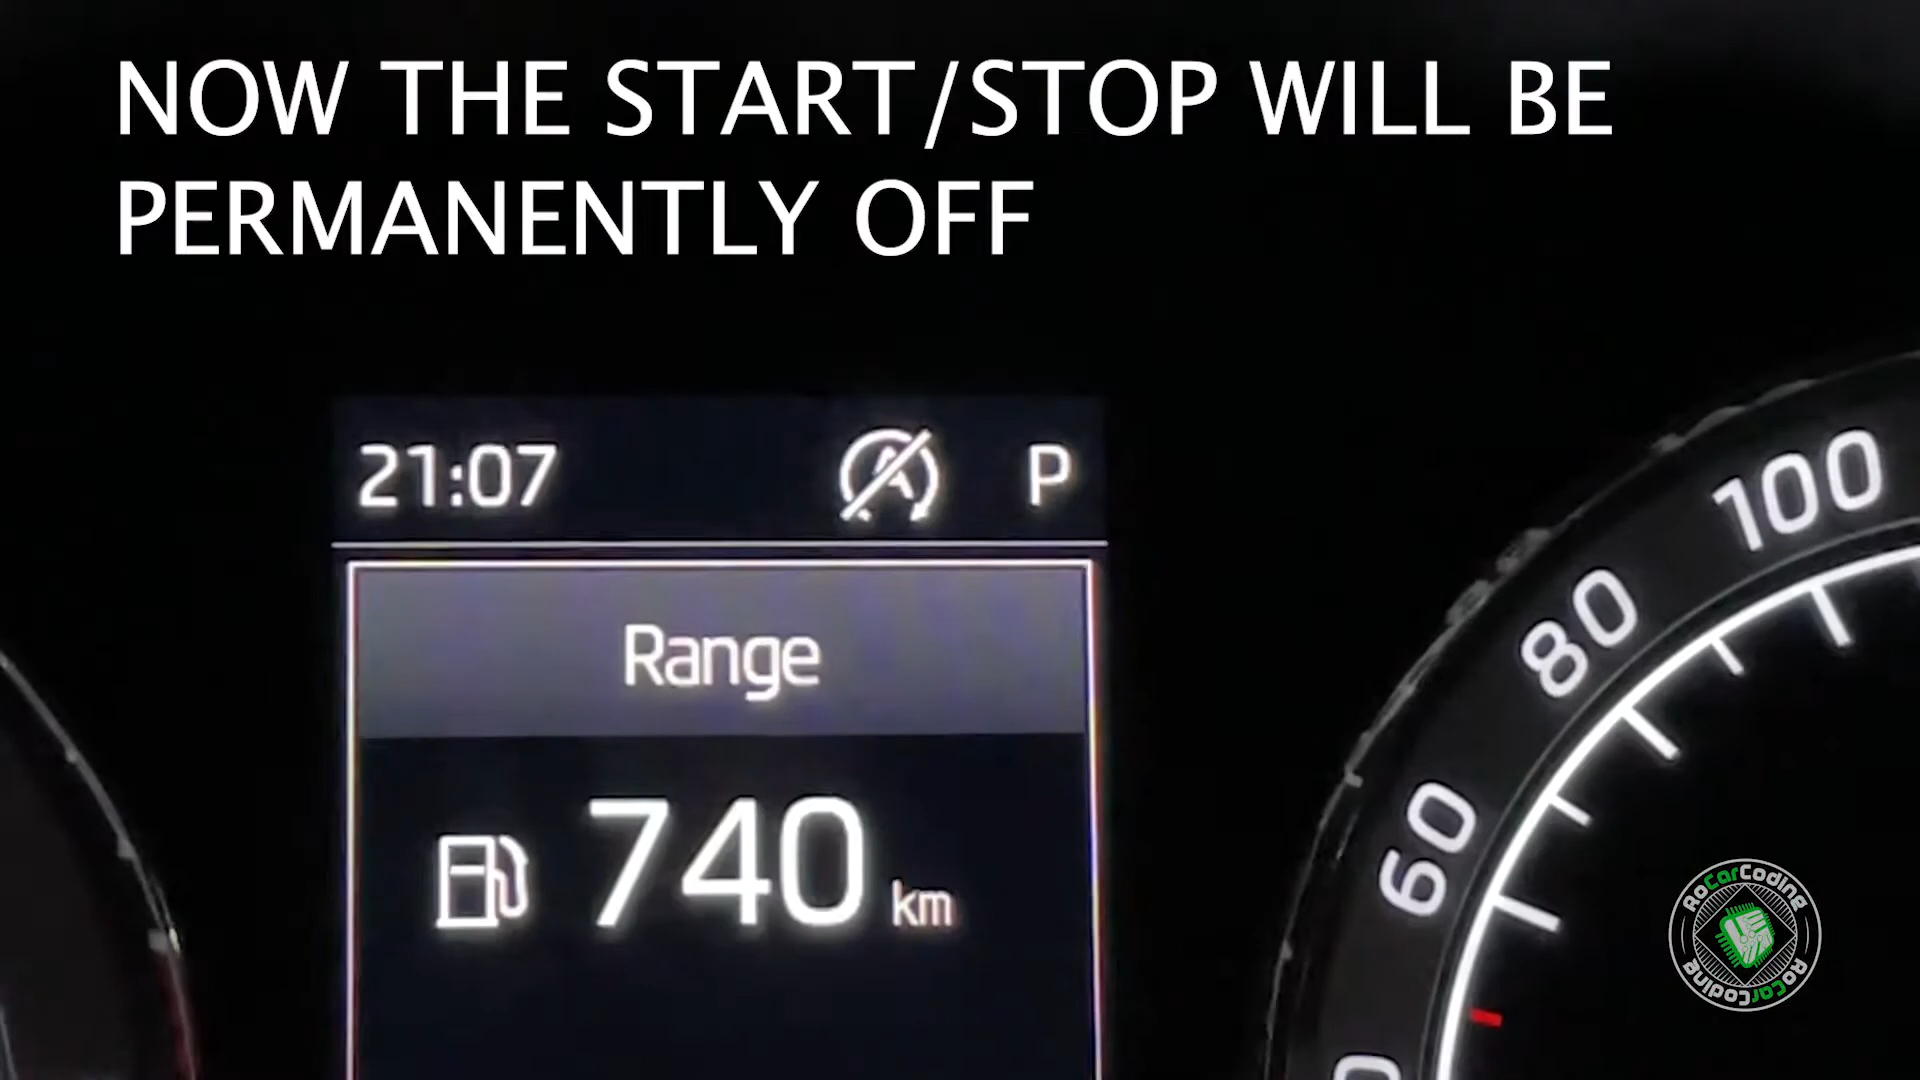 NOW THE START/STOP WILL BE
PERMANENTLY OFF
21:07
A
P
Range
740 km
100
80
60
RoCarCoding
RoCarCoding